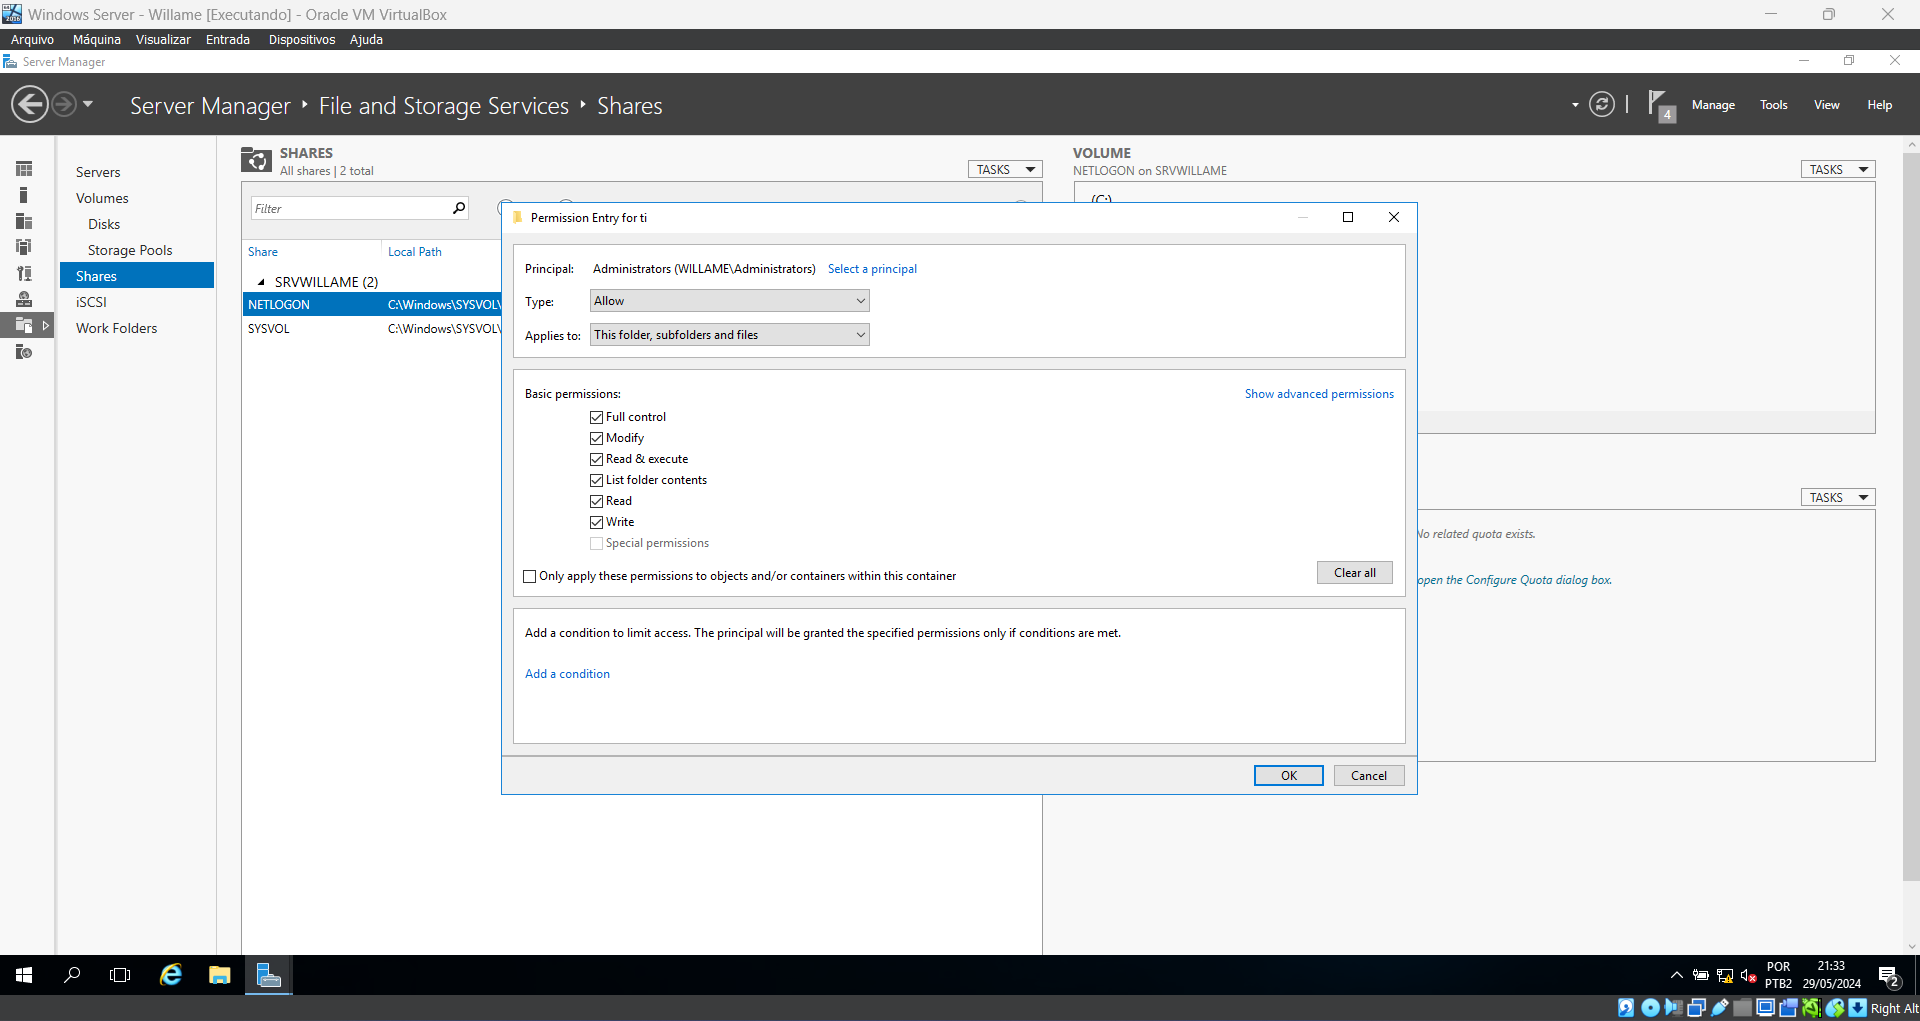 Windows Server - Willame [Executando] - Oracle VM VirtualBox
Arquivo Máquina Visualizar Entrada Dispositivos Ajuda
Server Manager
Server Manager File and Storage Services Shares
4 Manage Tools View Help
Servers
Volumes
Disks
Storage Pools
Shares
iSCSI
Work Folders
SHARES
All shares | 2 total
TASKS
Filter
Share Local Path
SRVWILLAME (2)
NETLOGON C:\Windows\SYSVOL\
SYSVOL C:\Windows\SYSVOL\
VOLUME
NETLOGON on SRVWILLAME
TASKS
(C:)
Permission Entry for ti
Principal: Administrators (WILLAME\Administrators) Select a principal
Type: Allow
Applies to: This folder, subfolders and files
Basic permissions: Show advanced permissions
Full control
Modify
Read & execute
List folder contents
Read
Write
Special permissions
Only apply these permissions to objects and/or containers within this container
Clear all
Add a condition to limit access. The principal will be granted the specified permissions only if conditions are met.
Add a condition
OK Cancel
TASKS
No related quota exists.
open the Configure Quota dialog box.
POR
PTB2
21:33
29/05/2024
2
Right Alt